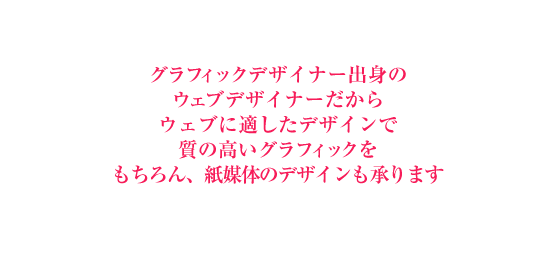 グラフィックデザイナー出身の
ウェブデザイナーだから
ウェブに適したデザインで
質の高いグラフィックを
もちろん、紙媒体のデザインも承ります